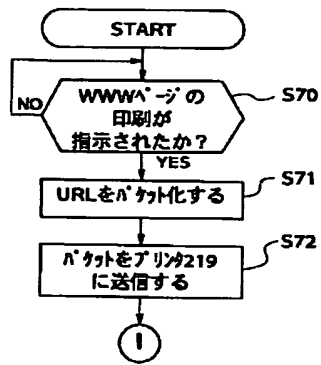 START
WWWページの
印刷が
指示されたか?
NO
YES
S70
URLをパケット化する
S71
パケットをプリンタ219
に送信する
S72
1